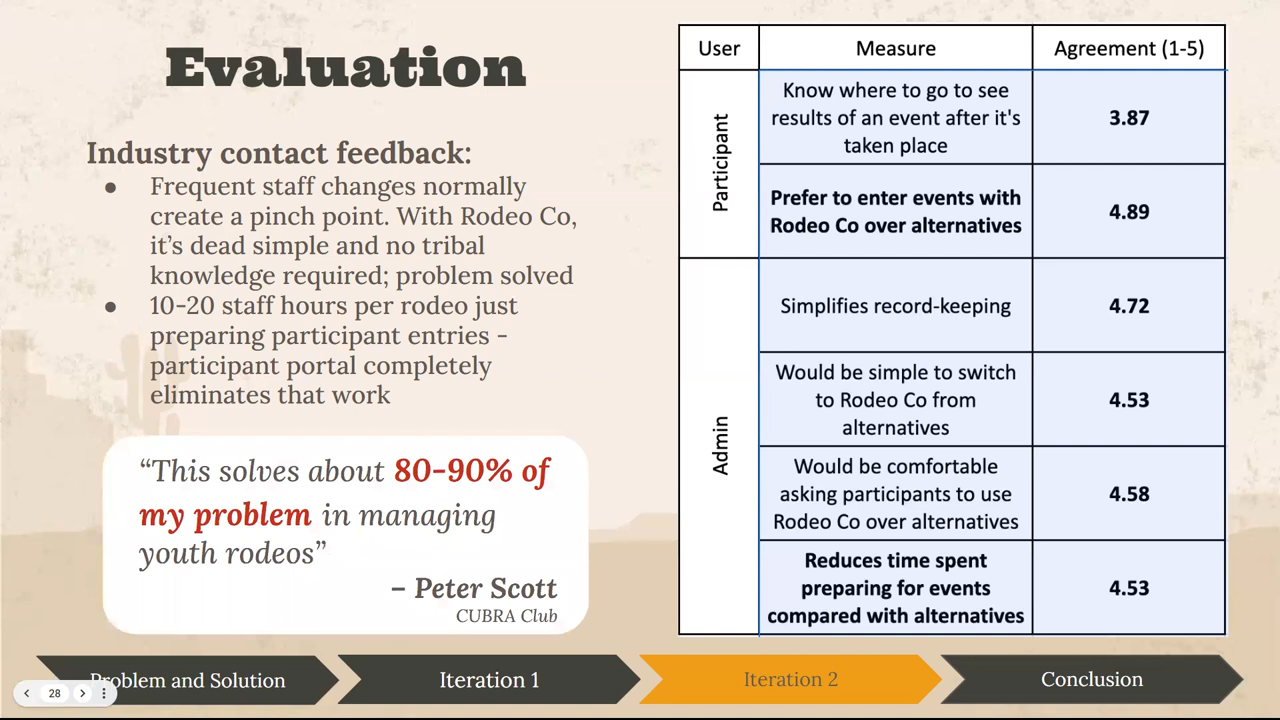 Evaluation
Industry contact feedback:
● Frequent staff changes normally
create a pinch point. With Rodeo Co,
it's dead simple and no tribal
knowledge required; problem solved
● 10-20 staff hours per rodeo just
preparing participant entries -
participant portal completely
eliminates that work
“This solves about 80-90% of
my problem in managing
youth rodeos”
– Peter Scott
CUBRA Club
User Measure Agreement (1-5)
Participant
Know where to go to see
results of an event after it's
taken place
3.87
Prefer to enter events with
Rodeo Co over alternatives
4.89
Admin
Simplifies record-keeping
4.72
Would be simple to switch
to Rodeo Co from
alternatives
4.53
Would be comfortable
asking participants to use
Rodeo Co over alternatives
4.58
Reduces time spent
preparing for events
compared with alternatives
4.53
Problem and Solution
Iteration 1
Iteration 2
Conclusion
28